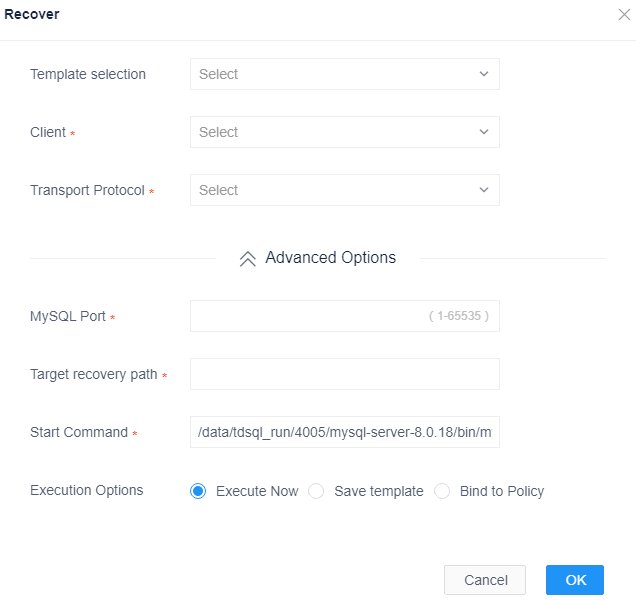 Recover
Template selection Select
Client * Select
Transport Protocol * Select
Advanced Options
MySQL Port * ( 1-65535 )
Target recovery path *
Start Command * /data/tdsql_run/4005/mysql-server-8.0.18/bin/m
Execution Options Execute Now Save template Bind to Policy
Cancel OK